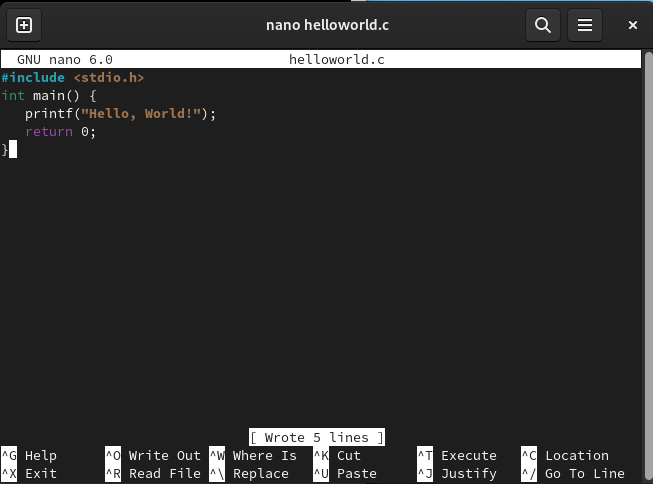 nano helloworld.c
GNU nano 6.0 helloworld.c
#include <stdio.h>
int main() {
   printf("Hello, World!");
   return 0;
}
[ Wrote 5 lines ]
^G Help ^O Write Out ^W Where Is ^K Cut ^T Execute ^C Location
^X Exit ^R Read File ^\ Replace ^U Paste ^J Justify ^/ Go To Line